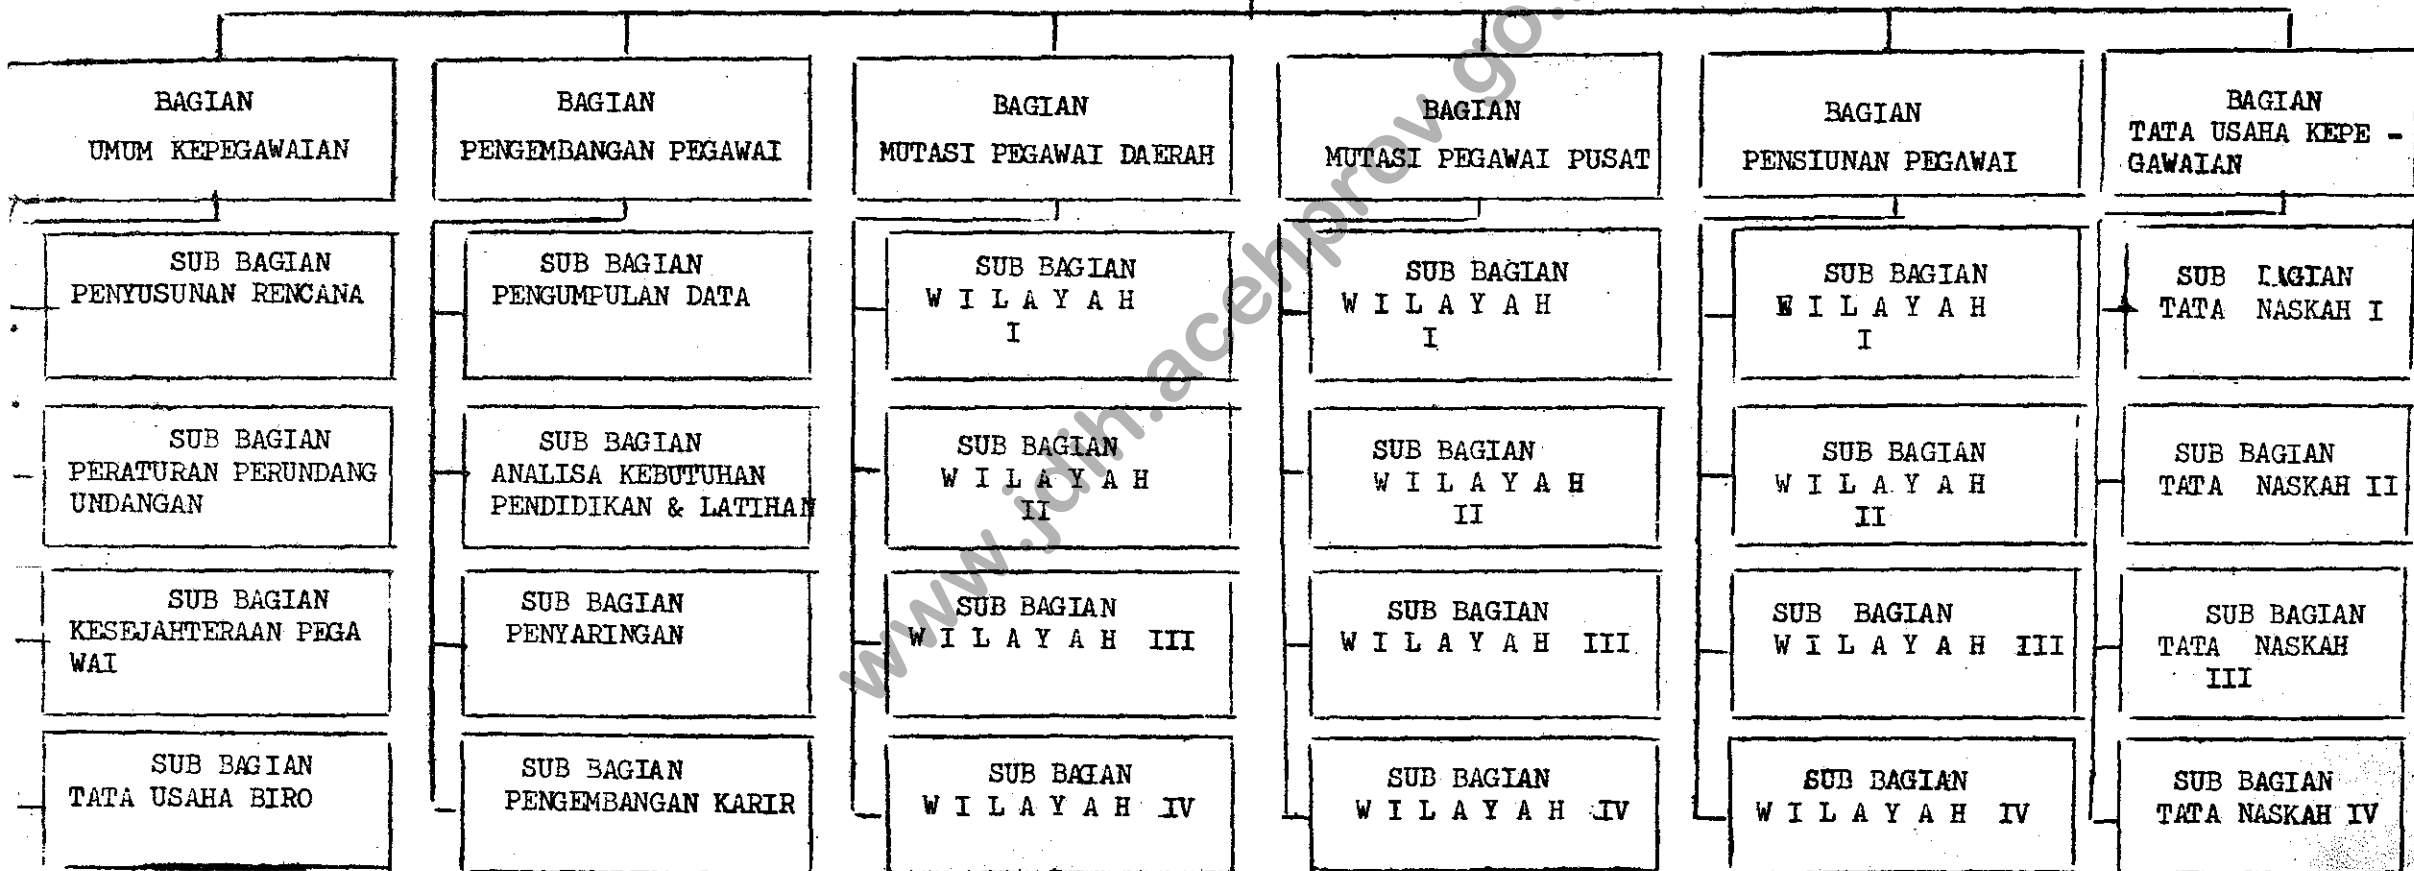 BAGIAN
UMUM KEPEGAWAIAN
BAGIAN
PENGEMBANGAN PEGAWAI
BAGIAN
MUTASI PEGAWAI DAERAH
BAGIAN
MUTASI PEGAWAI PUSAT
BAGIAN
PENSIUNAN PEGAWAI
BAGIAN
TATA USAHA KEPE -
GAWAIAN
SUB BAGIAN
PENYUSUNAN RENCANA
SUB BAGIAN
PENGUMPULAN DATA
SUB BAGIAN
W I L A Y A H
I
SUB BAGIAN
W I L A Y A H
I
SUB BAGIAN
W I L A Y A H
I
SUB BAGIAN
TATA NASKAH I
SUB BAGIAN
PERATURAN PERUNDANG
UNDANGAN
SUB BAGIAN
ANALISA KEBUTUHAN
PENDIDIKAN & LATIHAN
SUB BAGIAN
W I L A Y A H
II
SUB BAGIAN
W I L A Y A H
II
SUB BAGIAN
W I L A Y A H
II
SUB BAGIAN
TATA NASKAH II
SUB BAGIAN
KESEJAHTERAAN PEGA
WAI
SUB BAGIAN
PENYARINGAN
SUB BAGIAN
W I L A Y A H III
SUB BAGIAN
W I L A Y A H III
SUB BAGIAN
W I L A Y A H III
SUB BAGIAN
TATA NASKAH
III
SUB BAGIAN
TATA USAHA BIRO
SUB BAGIAN
PENGEMBANGAN KARIR
SUB BAGIAN
W I L A Y A H IV
SUB BAGIAN
W I L A Y A H IV
SUB BAGIAN
W I L A Y A H IV
SUB BAGIAN
TATA NASKAH IV
www.jdih.acehprov.go.